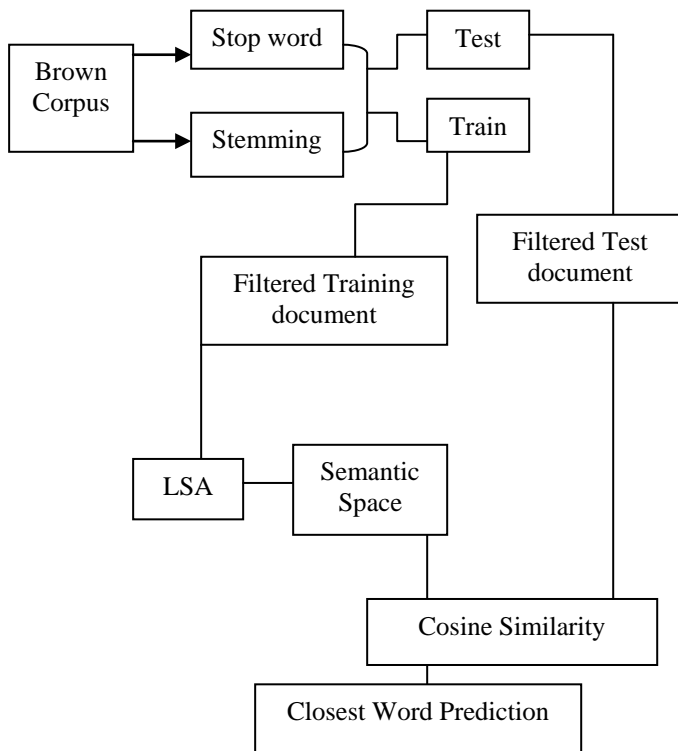 Brown
Corpus
Stop word
Stemming
Test
Train
Filtered Training
document
Filtered Test
document
LSA
Semantic
Space
Cosine Similarity
Closest Word Prediction